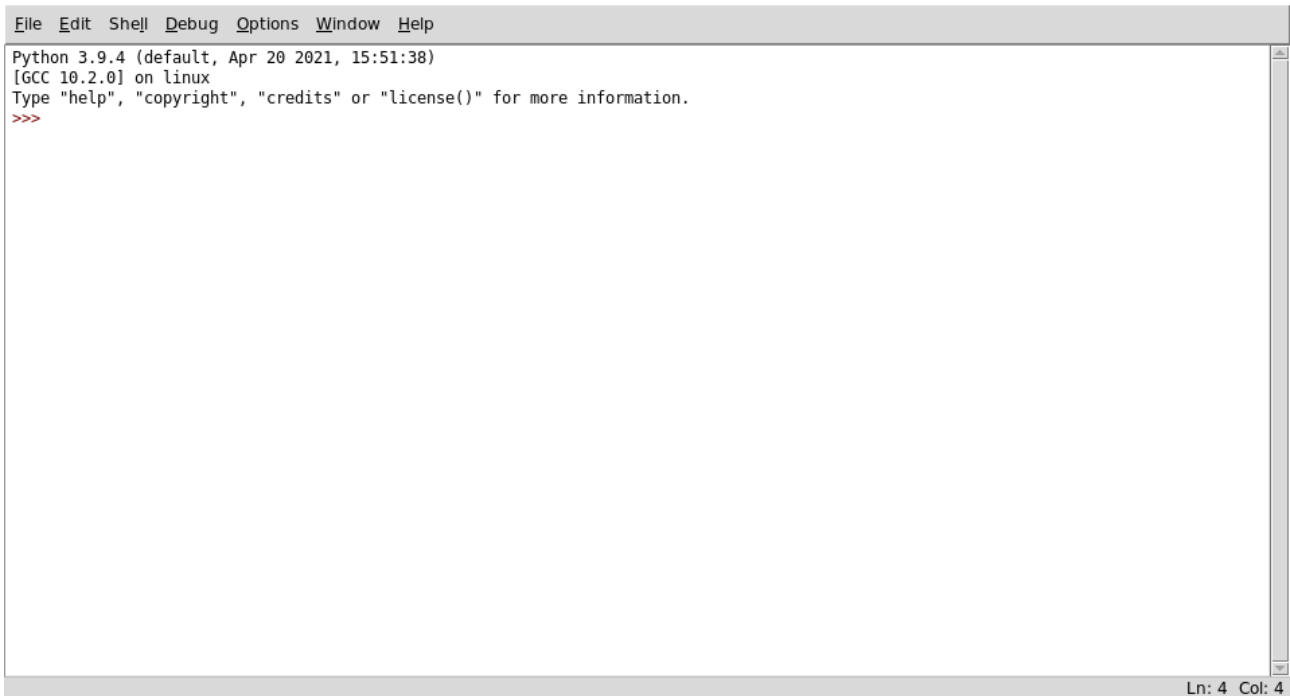 File Edit Shell Debug Options Window Help
Python 3.9.4 (default, Apr 20 2021, 15:51:38)
[GCC 10.2.0] on linux
Type "help", "copyright", "credits" or "license()" for more information.
>>>
Ln: 4 Col: 4